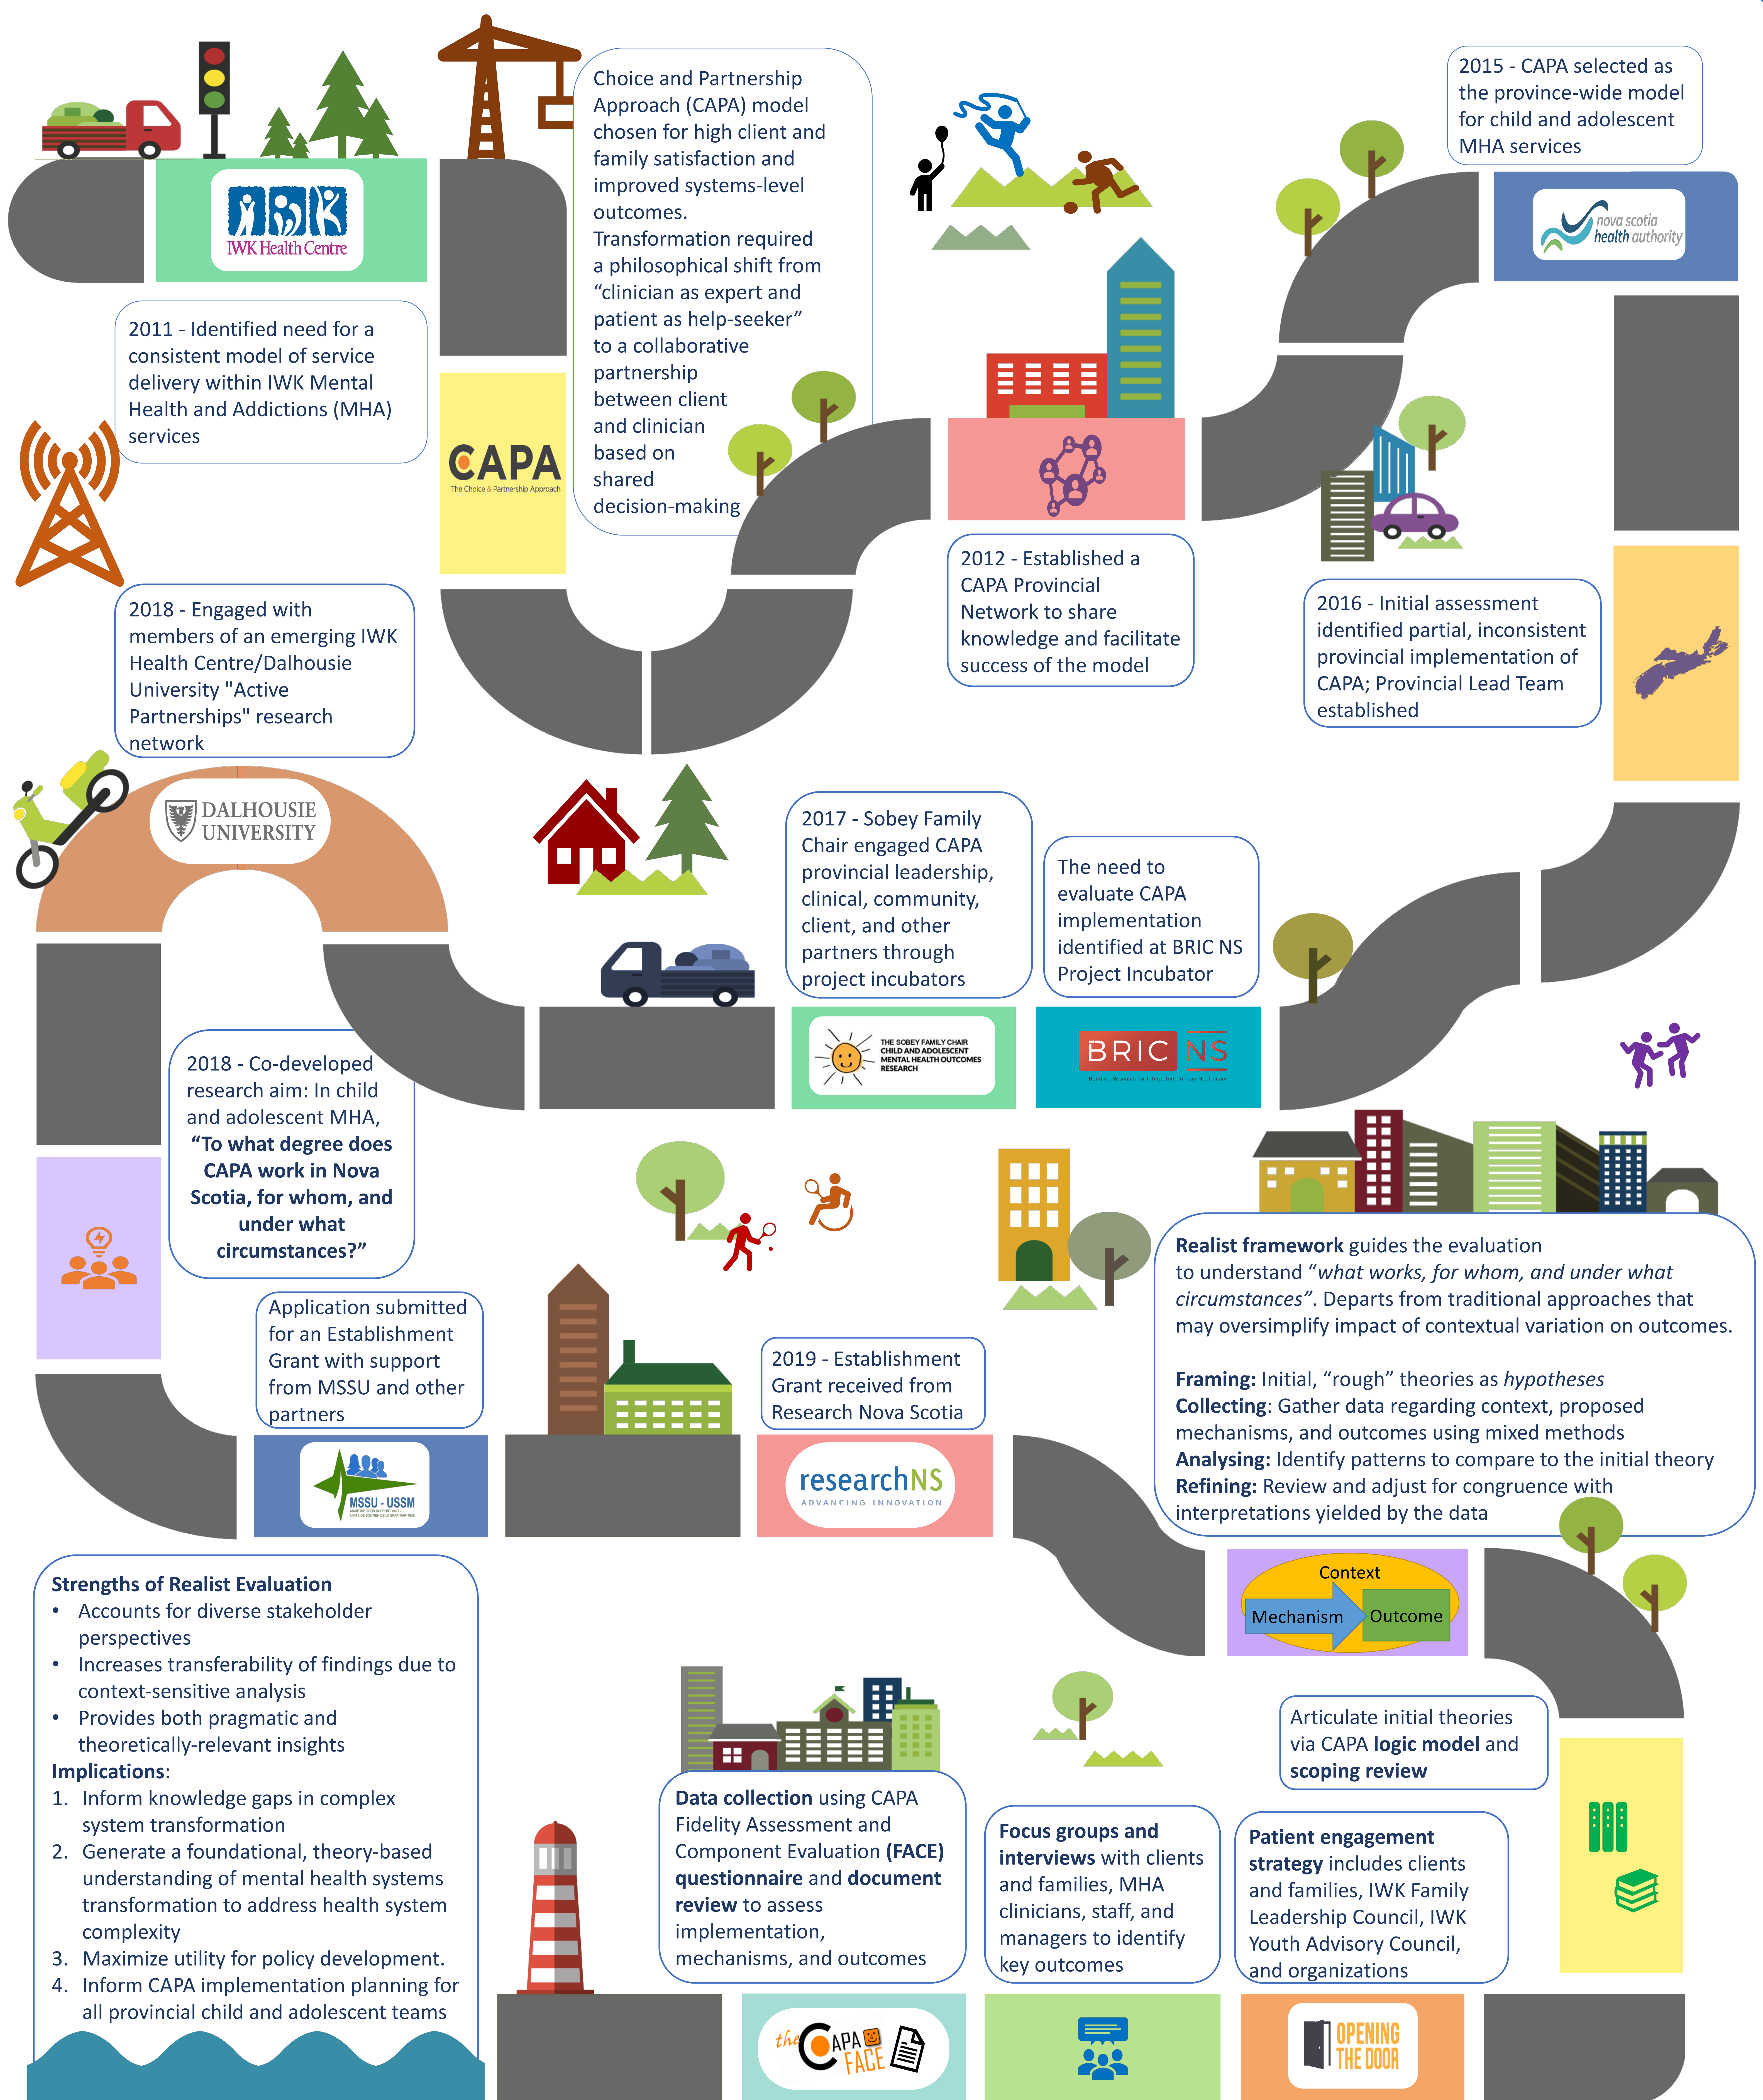 IWK Health Centre
2011 - Identified need for a
consistent model of service
delivery within IWK Mental
Health and Addictions (MHA)
services
CAPA
The Choice & Partnership Approach
Choice and Partnership
Approach (CAPA) model
chosen for high client and
family satisfaction and
improved systems-level
outcomes.
Transformation required
a philosophical shift from
“clinician as expert and
patient as help-seeker”
to a collaborative
partnership
between client
and clinician
based on
shared
decision-making
2012 - Established a
CAPA Provincial
Network to share
knowledge and facilitate
success of the model
2015 - CAPA selected as
the province-wide model
for child and adolescent
MHA services
nova scotia
health authority
2016 - Initial assessment
identified partial, inconsistent
provincial implementation of
CAPA; Provincial Lead Team
established
The need to
evaluate CAPA
implementation
identified at BRIC NS
Project Incubator
BRIC NS
Building Research for Integrated Primary Healthcare
2017 - Sobey Family
Chair engaged CAPA
provincial leadership,
clinical, community,
client, and other
partners through
project incubators
THE SOBEY FAMILY CHAIR
CHILD AND ADOLESCENT
MENTAL HEALTH OUTCOMES
RESEARCH
2018 - Engaged with
members of an emerging IWK
Health Centre/Dalhousie
University "Active
Partnerships" research
network
DALHOUSIE
UNIVERSITY
2018 - Co-developed
research aim: In child
and adolescent MHA,
“To what degree does
CAPA work in Nova
Scotia, for whom, and
under what
circumstances?”
Application submitted
for an Establishment
Grant with support
from MSSU and other
partners
MSSU - USSM
MARITIME SPOR SUPPORT UNIT -
UNITÉ DE SOUTIEN DE LA SRAP MARITIME
2019 - Establishment
Grant received from
Research Nova Scotia
researchNS
ADVANCING INNOVATION
Realist framework guides the evaluation
to understand “what works, for whom, and under what
circumstances”. Departs from traditional approaches that
may oversimplify impact of contextual variation on outcomes.
Framing: Initial, “rough” theories as hypotheses
Collecting: Gather data regarding context, proposed
mechanisms, and outcomes using mixed methods
Analysing: Identify patterns to compare to the initial theory
Refining: Review and adjust for congruence with
interpretations yielded by the data
Context
Mechanism
Outcome
Articulate initial theories
via CAPA logic model and
scoping review
Patient engagement
strategy includes clients
and families, IWK Family
Leadership Council, IWK
Youth Advisory Council,
and organizations
OPENING
THE DOOR
Focus groups and
interviews with clients
and families, MHA
clinicians, staff, and
managers to identify
key outcomes
Data collection using CAPA
Fidelity Assessment and
Component Evaluation (FACE)
questionnaire and document
review to assess
implementation,
mechanisms, and outcomes
the CAPA
FACE
Strengths of Realist Evaluation
• Accounts for diverse stakeholder
perspectives
• Increases transferability of findings due to
context-sensitive analysis
• Provides both pragmatic and
theoretically-relevant insights
Implications:
1. Inform knowledge gaps in complex
system transformation
2. Generate a foundational, theory-based
understanding of mental health systems
transformation to address health system
complexity
3. Maximize utility for policy development.
4. Inform CAPA implementation planning for
all provincial child and adolescent teams